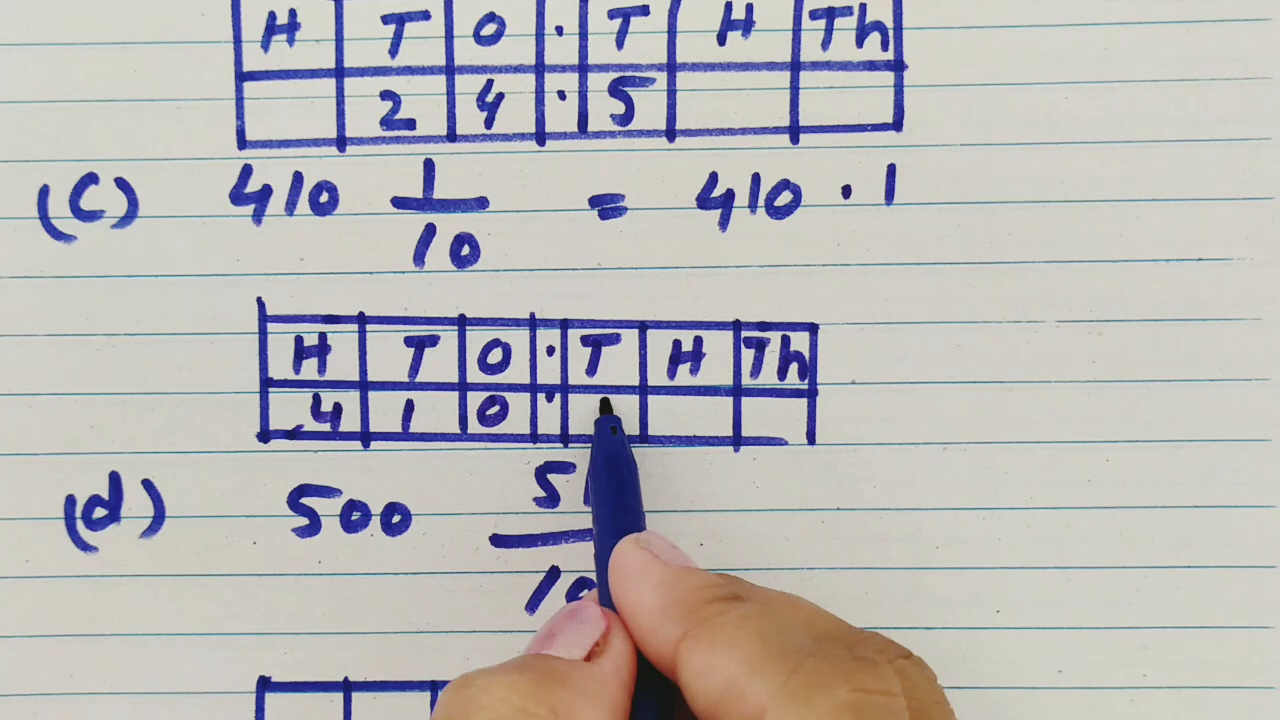 H T O . T H Th
2 4 . 5
(C) 410 1/10 = 410.1
H T O . T H Th
4 1 0 .
(d) 500